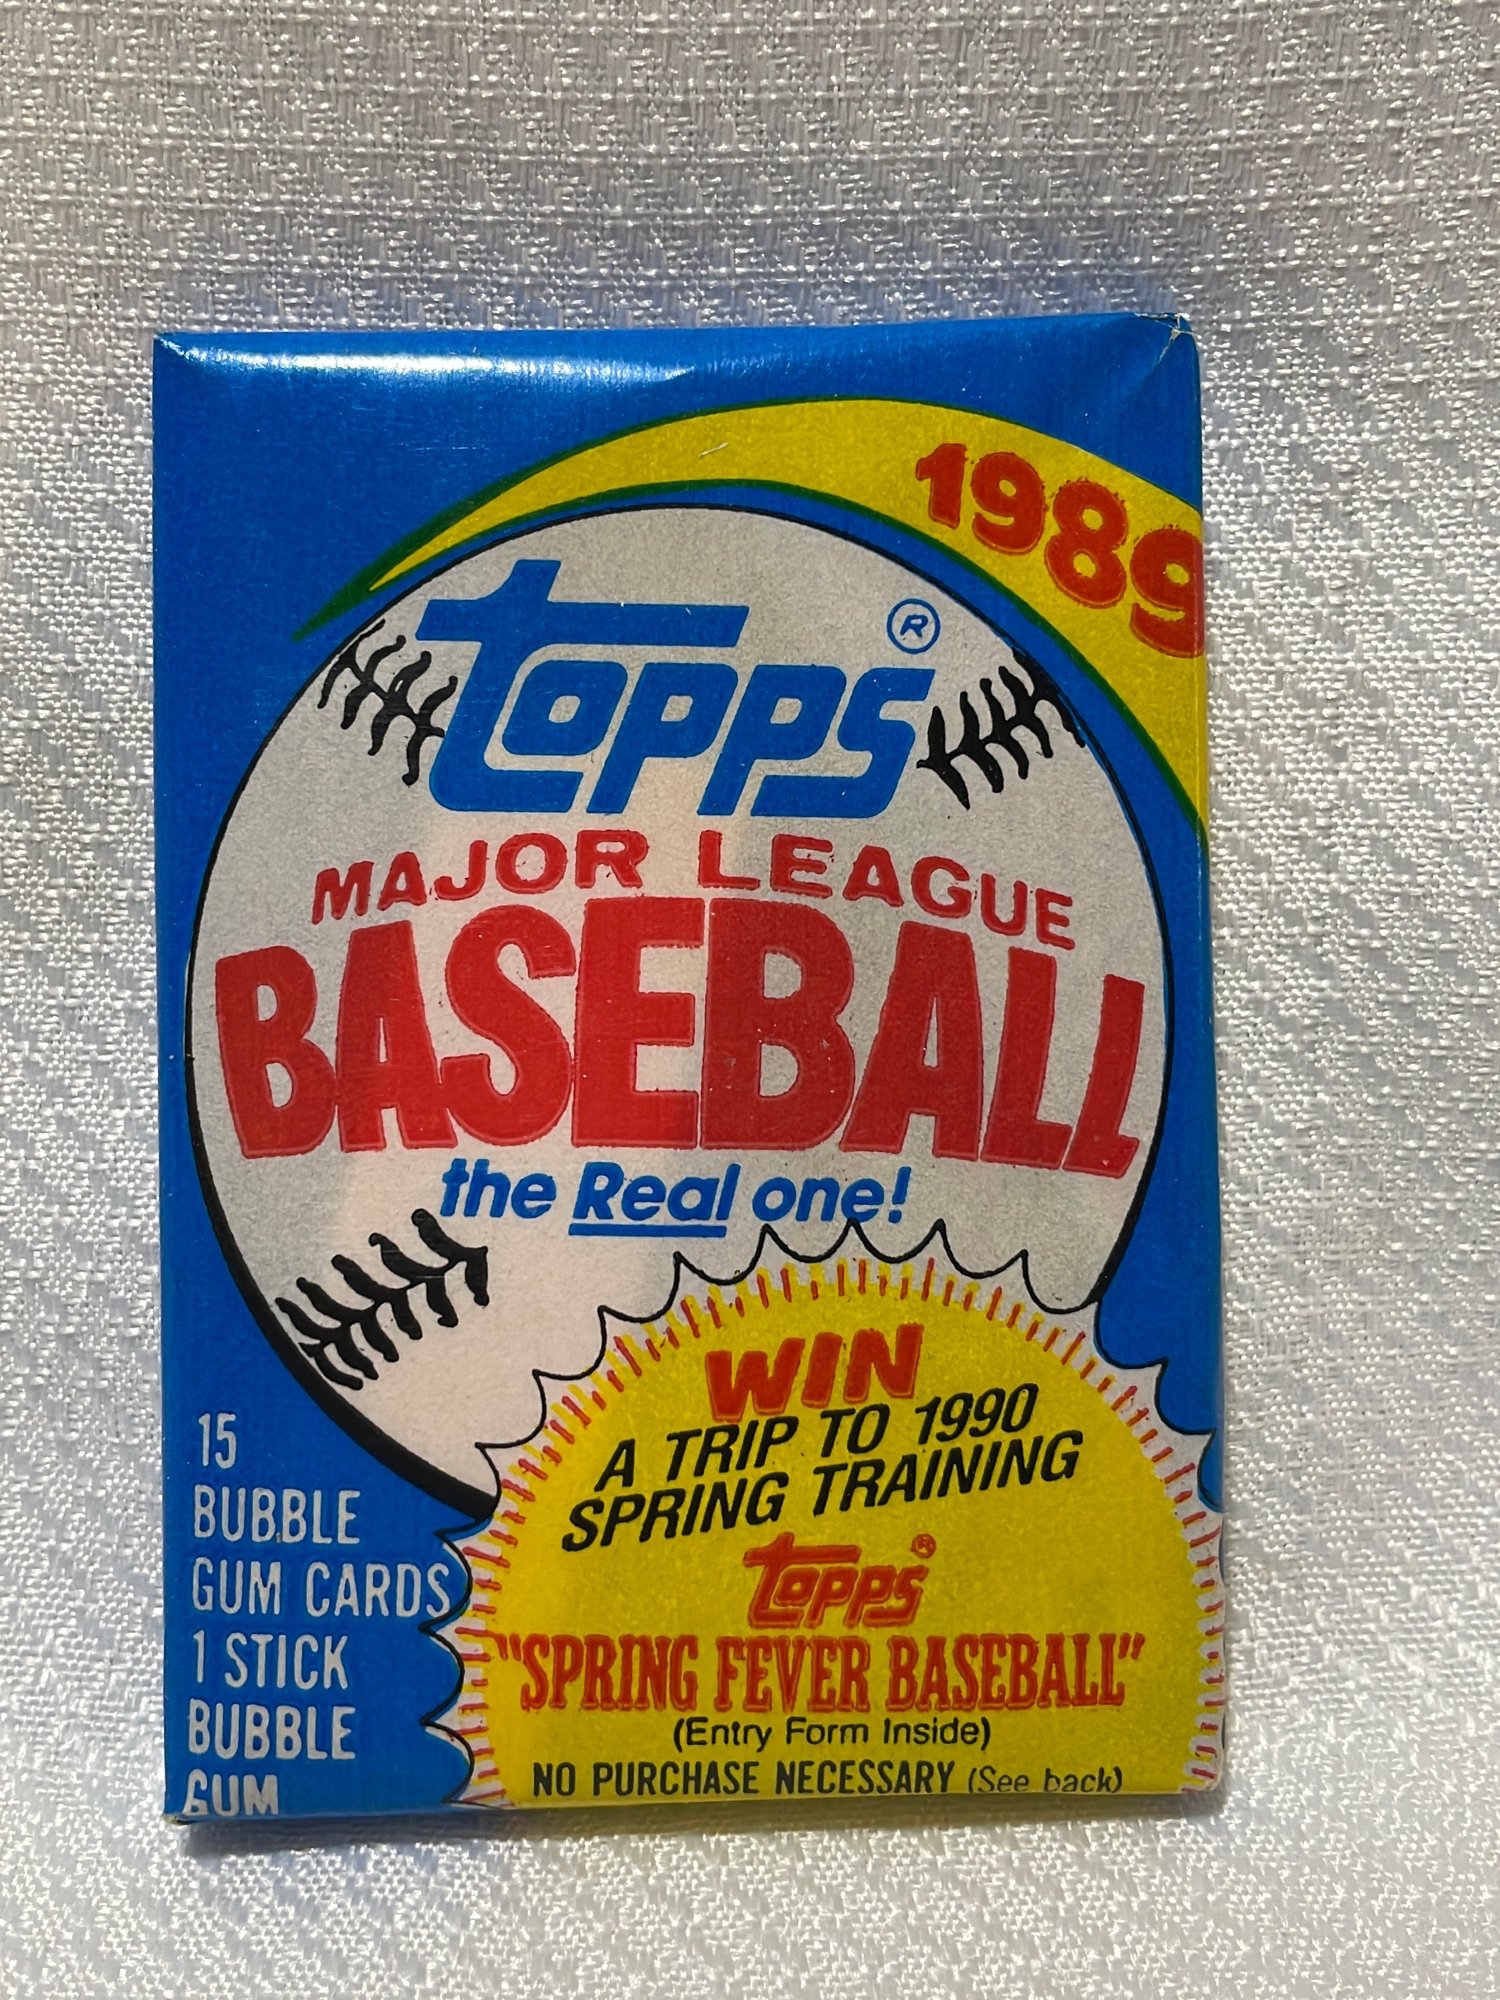 1989
topps®
MAJOR LEAGUE
BASEBALL
the Real one!
WIN
A TRIP TO 1990
SPRING TRAINING
topps®
"SPRING FEVER BASEBALL"
(Entry Form Inside)
NO PURCHASE NECESSARY (See back)
15
BUBBLE
GUM CARDS
1 STICK
BUBBLE
GUM